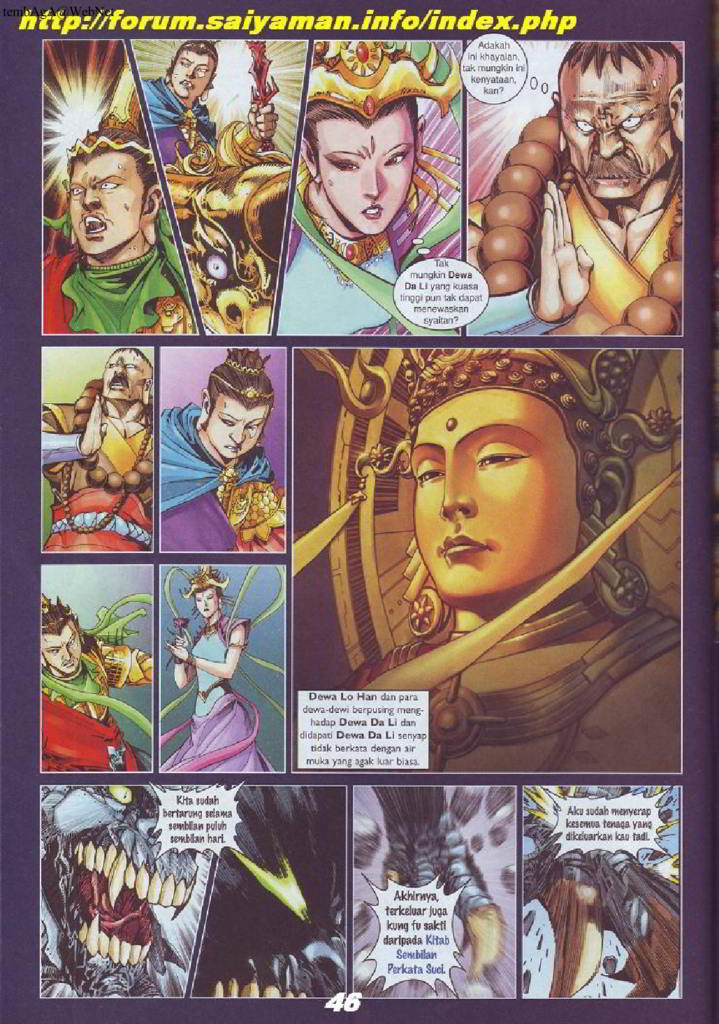 tembAgA@WebNet
http://forum.saiyaman.info/index.php
Adakah
ini khayalan,
tak mungkin ini
kenyataan,
kan?
Tak
mungkin Dewa
Da Li yang kuasa
tinggi pun tak dapat
menewaskan
syaitan?
Dewa Lo Han dan para
dewa-dewi berpusing meng-
hadap Dewa Da Li dan
didapati Dewa Da Li senyap
tidak berkata dengan air
muka yang agak luar biasa.
Kita sudah
bertarung selama
sembilan puluh
sembilan hari.
Akhirnya,
terkeluar juga
kung fu sakti
daripada Kitab
Sembilan
Perkata Suci.
Aku sudah menyerap
kesemua tenaga yang
dikeluarkan kau tadi.
46